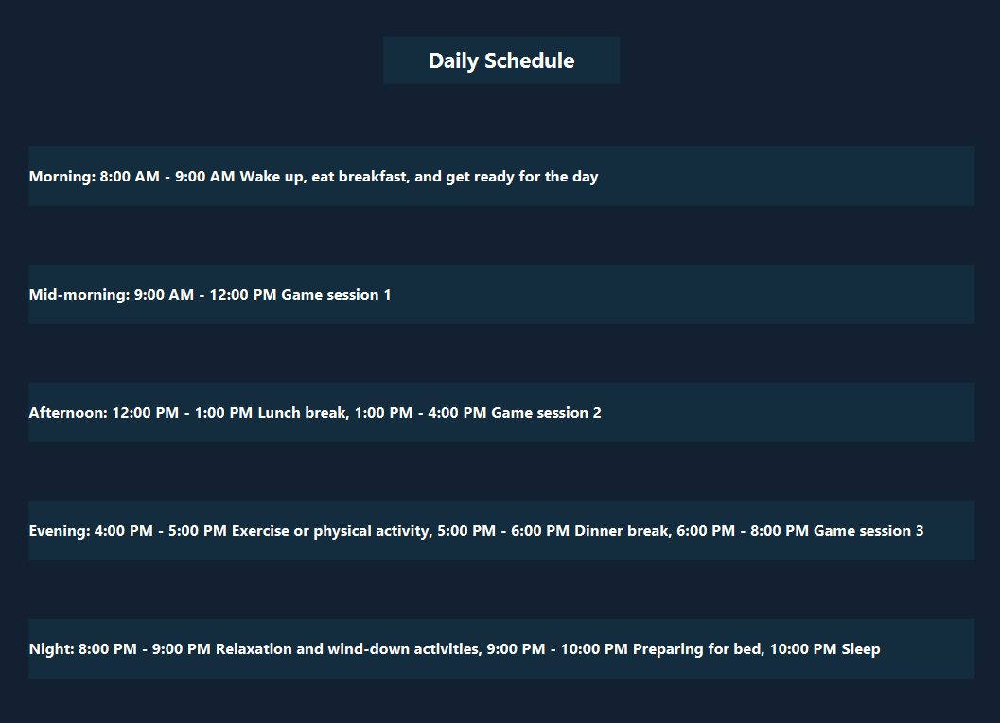 Daily Schedule
Morning: 8:00 AM - 9:00 AM Wake up, eat breakfast, and get ready for the day
Mid-morning: 9:00 AM - 12:00 PM Game session 1
Afternoon: 12:00 PM - 1:00 PM Lunch break, 1:00 PM - 4:00 PM Game session 2
Evening: 4:00 PM - 5:00 PM Exercise or physical activity, 5:00 PM - 6:00 PM Dinner break, 6:00 PM - 8:00 PM Game session 3
Night: 8:00 PM - 9:00 PM Relaxation and wind-down activities, 9:00 PM - 10:00 PM Preparing for bed, 10:00 PM Sleep